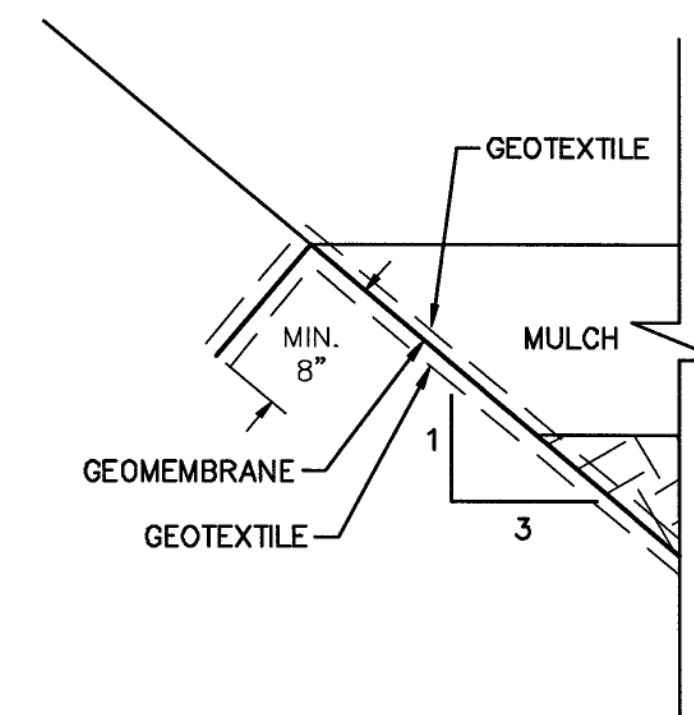 GEOTEXTILE
MIN.
8"
MULCH
1
GEOMEMBRANE
3
GEOTEXTILE